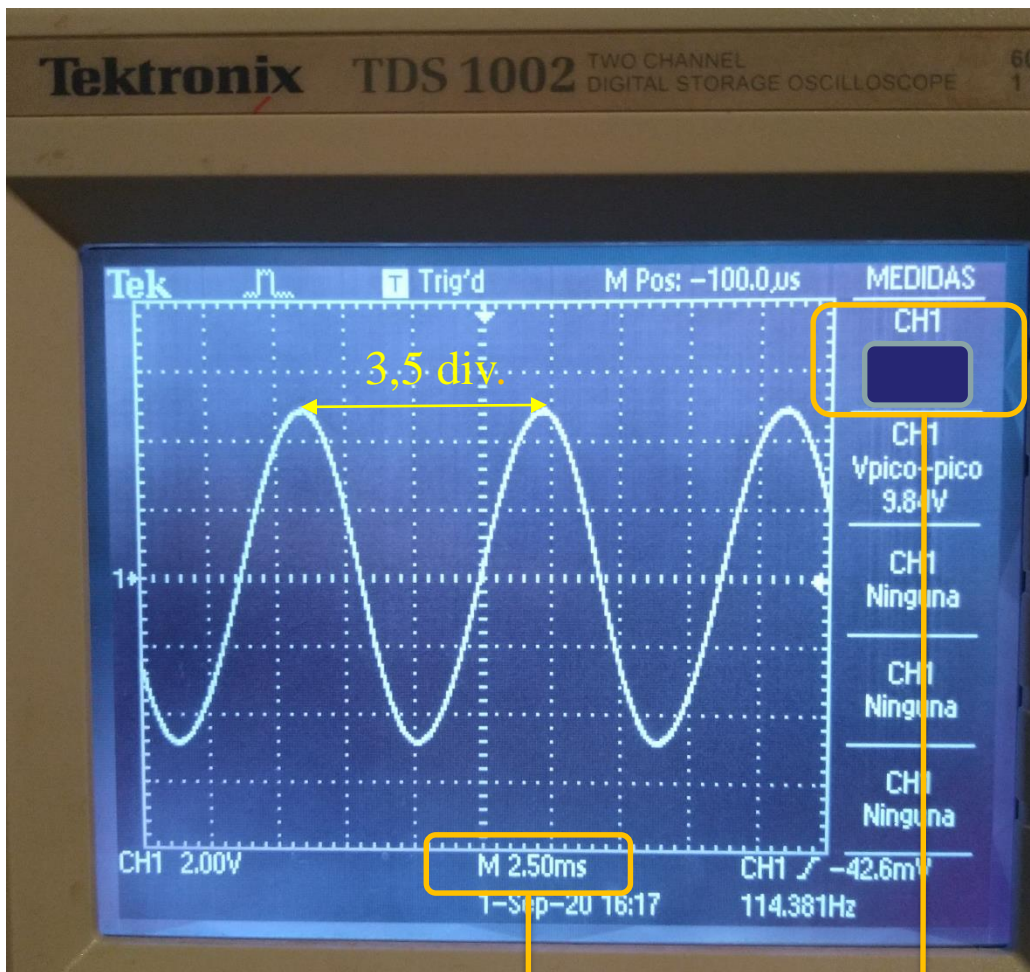 Tektronix TDS 1002 TWO CHANNEL
DIGITAL STORAGE OSCILLOSCOPE
Tek T Trig'd M Pos: -100.0µs MEDIDAS
CH1
3,5 div.
CH1
Vpico-pico
9.84V
1
CH1
Ninguna
CH1
Ninguna
CH1
Ninguna
CH1 2.00V M 2.50ms CH1 -42.6mV
1-Sep-20 16:17 114.381Hz